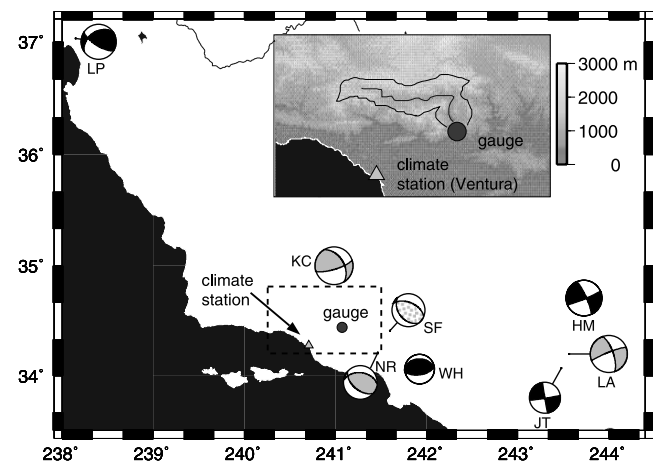 37˚
36˚
35˚
34˚
238˚
239˚
240˚
241˚
242˚
243˚
244˚
LP
3000 m
2000
1000
0
gauge
climate
station (Ventura)
KC
climate
station
gauge
SF
NR
WH
HM
LA
JT